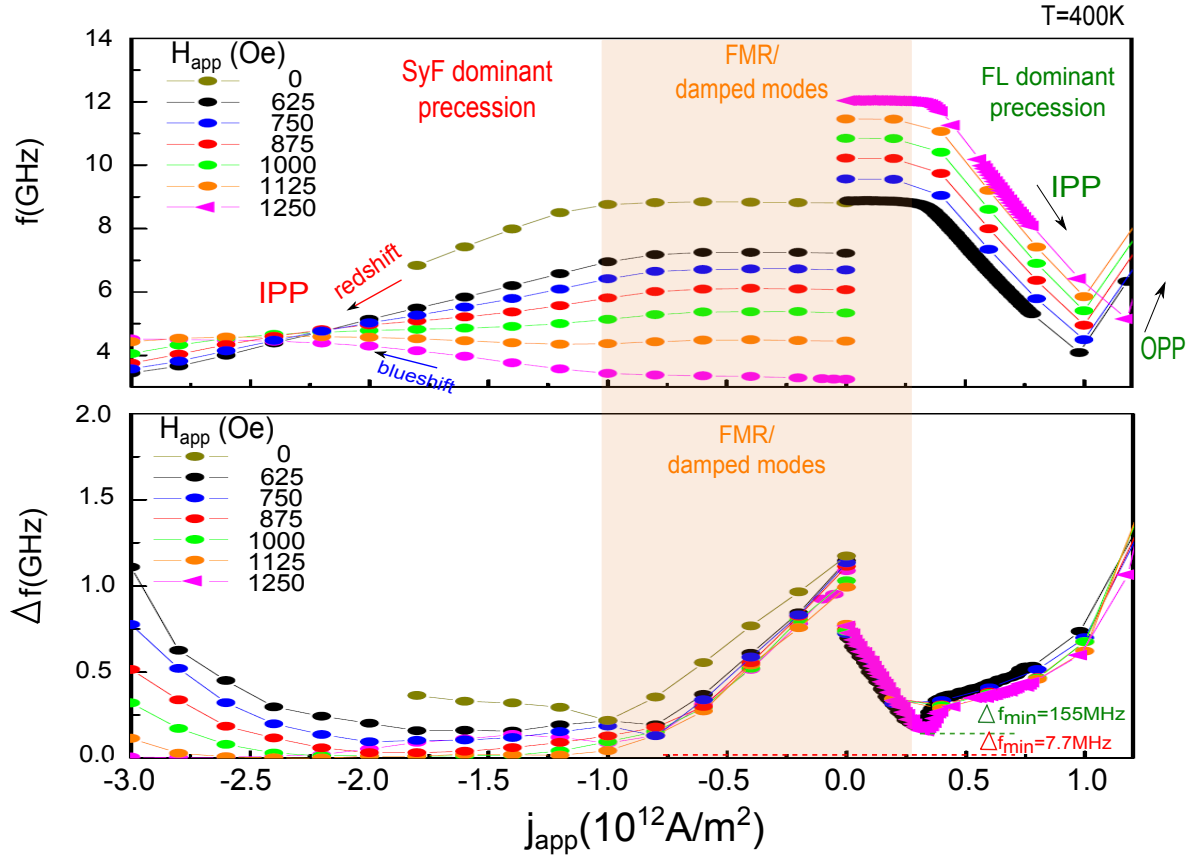 T=400K
14
12
10
8
6
4
f(GHz)
H_app (Oe)
0
625
750
875
1000
1125
1250
SyF dominant
precession
FMR/
damped modes
FL dominant
precession
IPP
redshift
blueshift
IPP
OPP
2.0
1.5
1.0
0.5
0.0
Δf(GHz)
H_app (Oe)
0
625
750
875
1000
1125
1250
FMR/
damped modes
Δf_min=155MHz
Δf_min=7.7MHz
-3.0 -2.5 -2.0 -1.5 -1.0 -0.5 0.0 0.5 1.0
j_app(10^12A/m^2)